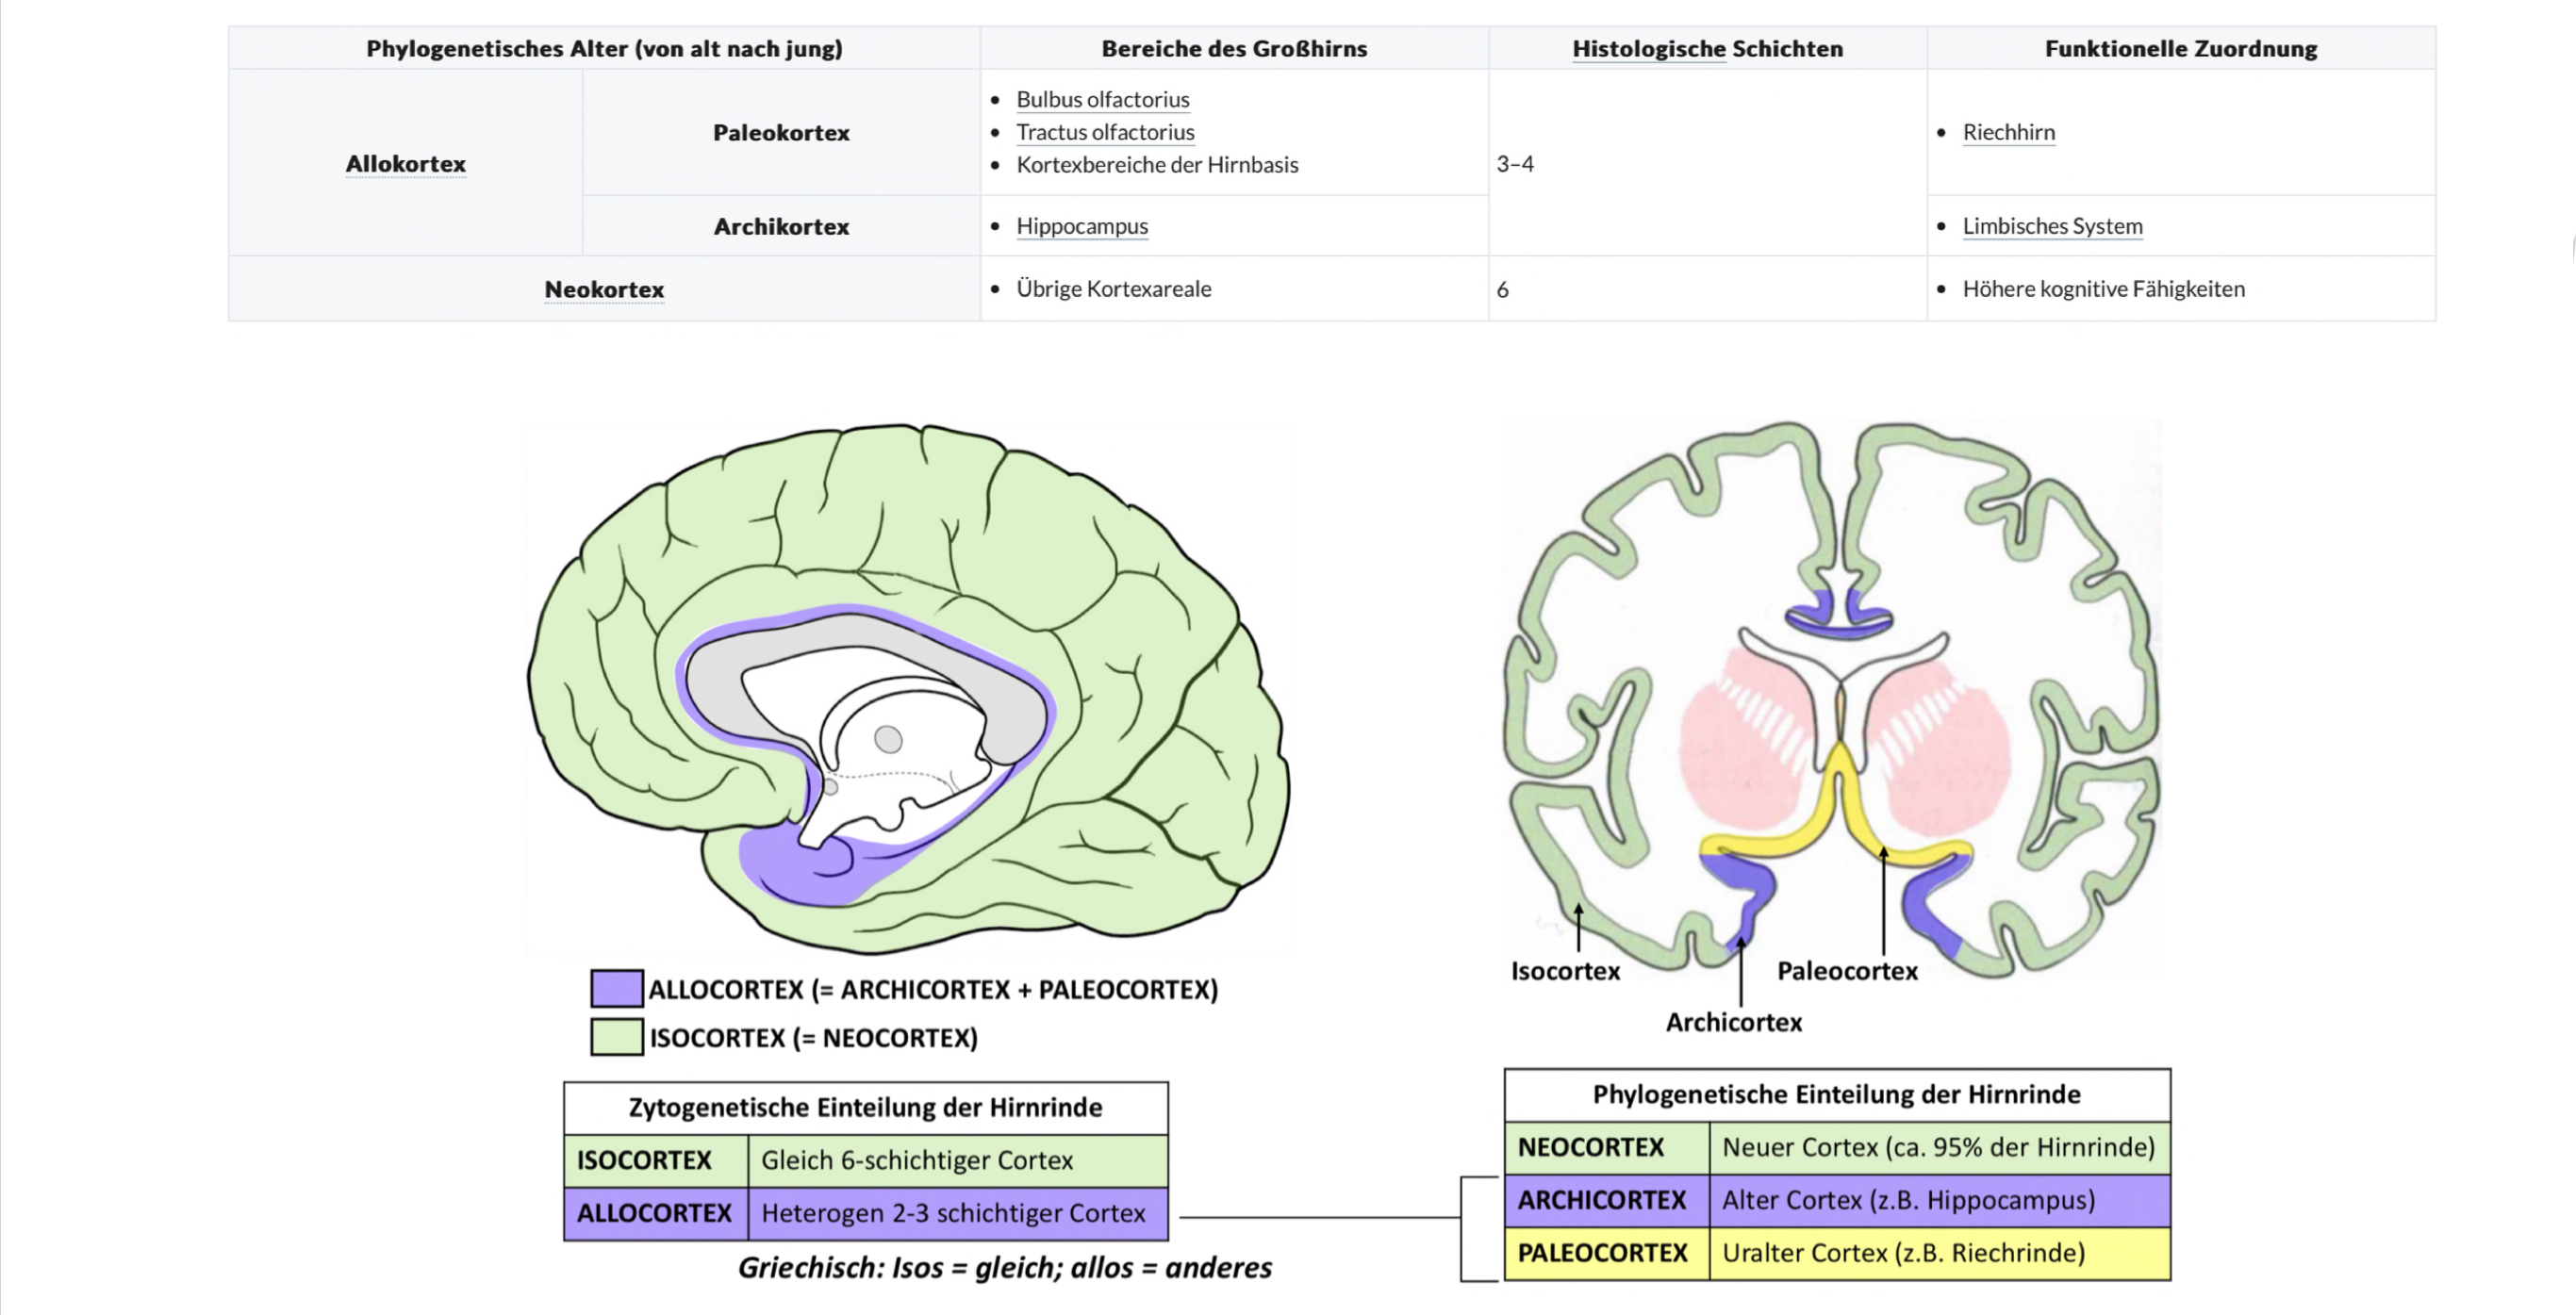 Phylogenetisches Alter (von alt nach jung)
Bereiche des Großhirns
Histologische Schichten
Funktionelle Zuordnung
Allokortex
Paleokortex
• Bulbus olfactorius
• Tractus olfactorius
• Kortexbereiche der Hirnbasis
3–4
• Riechhirn
Archikortex
• Hippocampus
• Limbisches System
Neokortex
• Übrige Kortexareale
6
• Höhere kognitive Fähigkeiten
ALLOCORTEX (= ARCHICORTEX + PALEOCORTEX)
ISOCORTEX (= NEOCORTEX)
Isocortex
Paleocortex
Archicortex
Zytogenetische Einteilung der Hirnrinde
ISOCORTEX
Gleich 6-schichtiger Cortex
ALLOCORTEX
Heterogen 2-3 schichtiger Cortex
Griechisch: Isos = gleich; allos = anderes
Phylogenetische Einteilung der Hirnrinde
NEOCORTEX
Neuer Cortex (ca. 95% der Hirnrinde)
ARCHICORTEX
Alter Cortex (z.B. Hippocampus)
PALEOCORTEX
Uralter Cortex (z.B. Riechrinde)